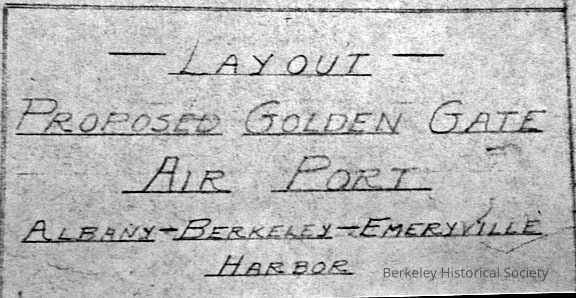 — LAYOUT —
PROPOSED GOLDEN GATE
AIR PORT
ALBANY-BERKELEY-EMERYVILLE
HARBOR
Berkeley Historical Society